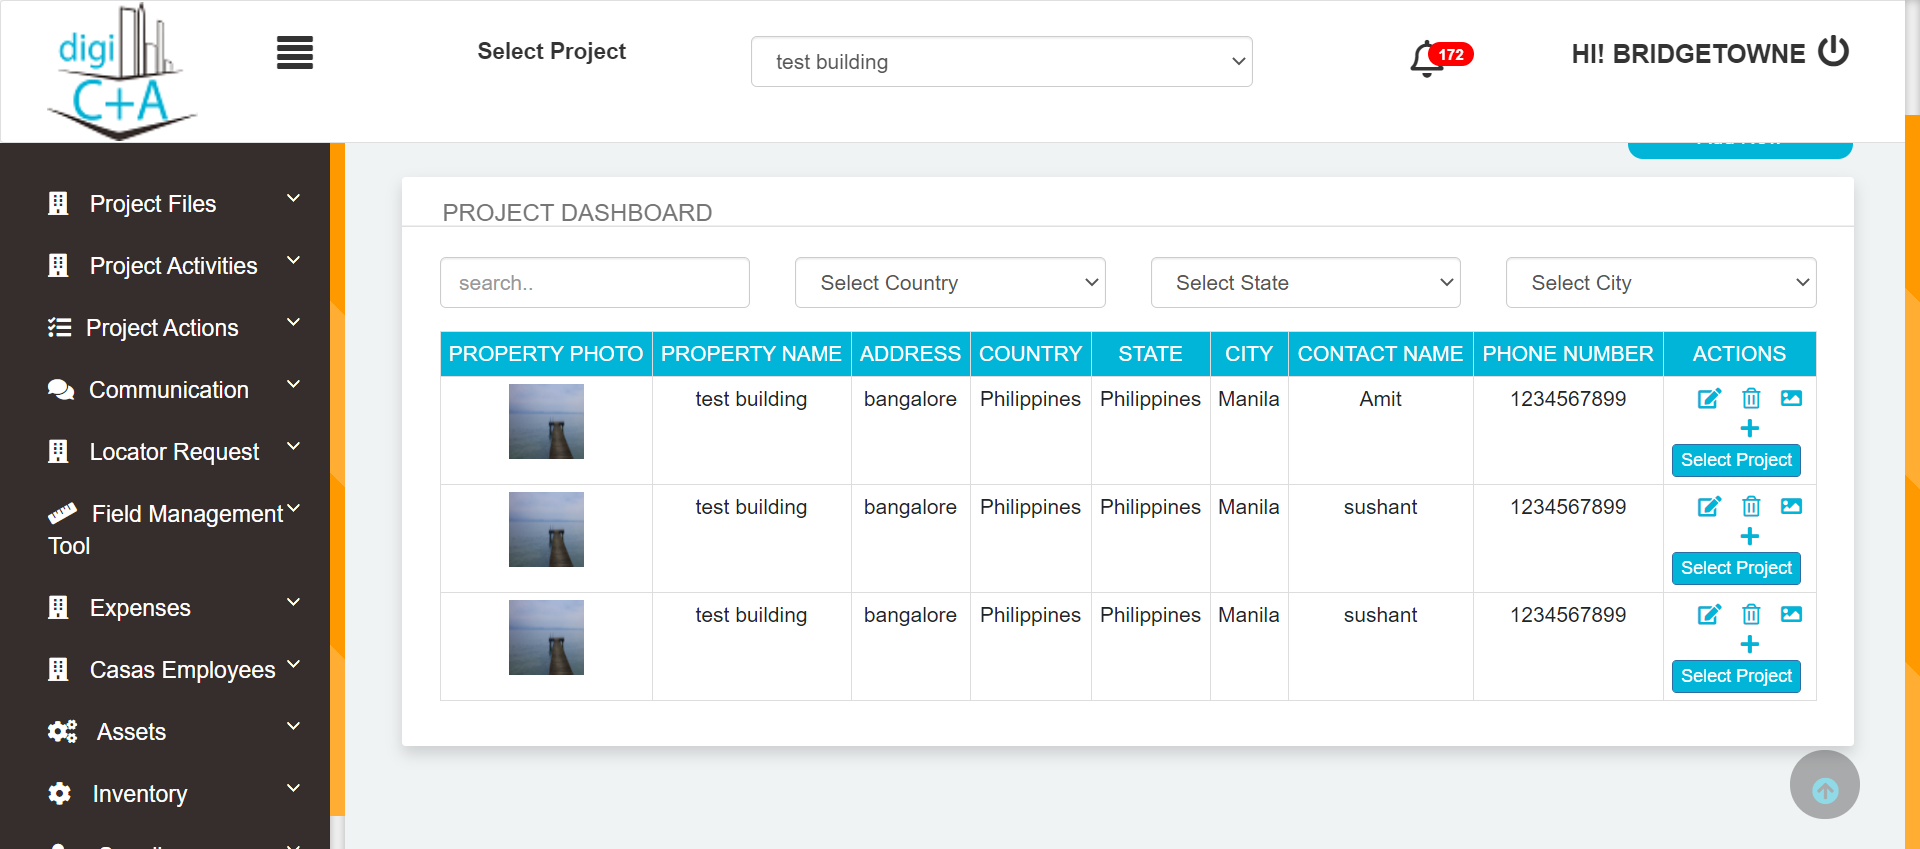 digi
C+A
Select Project
test building
172
HI! BRIDGETOWNE
Project Files
Project Activities
Project Actions
Communication
Locator Request
Field Management
Tool
Expenses
Casas Employees
Assets
Inventory
PROJECT DASHBOARD
search..
Select Country
Select State
Select City
PROPERTY PHOTO PROPERTY NAME ADDRESS COUNTRY STATE CITY CONTACT NAME PHONE NUMBER ACTIONS
test building bangalore Philippines Philippines Manila Amit 1234567899
Select Project
test building bangalore Philippines Philippines Manila sushant 1234567899
Select Project
test building bangalore Philippines Philippines Manila sushant 1234567899
Select Project